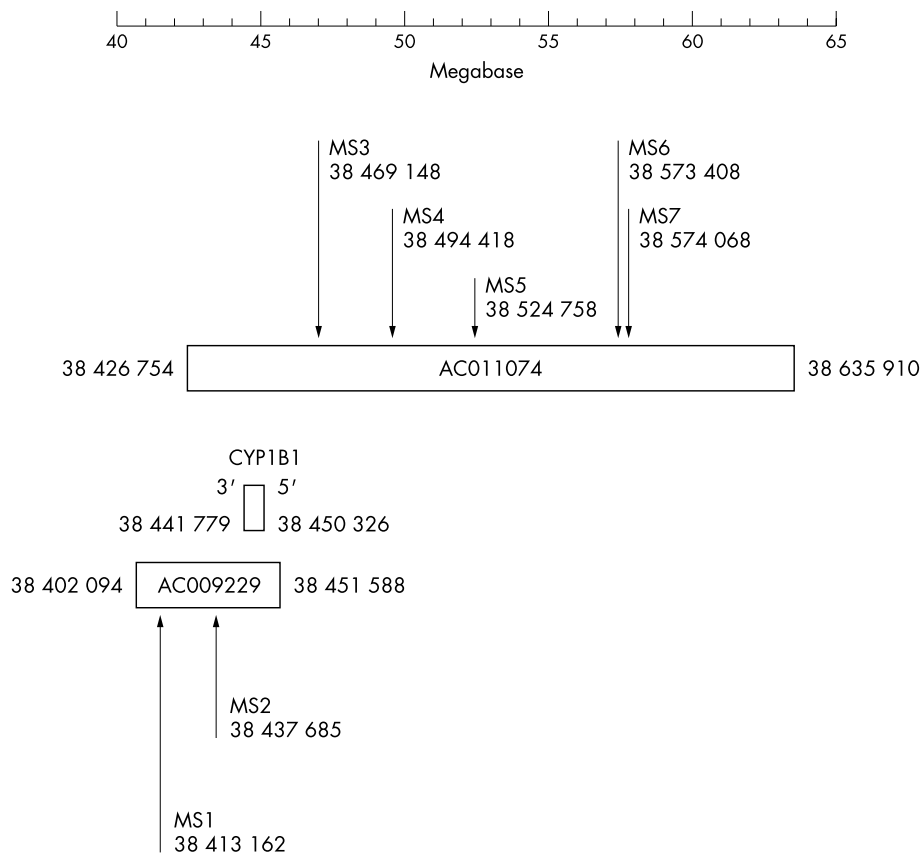 40 45 50 55 60 65
Megabase
MS3
38 469 148
MS6
38 573 408
MS4
38 494 418
MS7
38 574 068
MS5
38 524 758
38 426 754 AC011074 38 635 910
CYP1B1
3′ 5′
38 441 779 38 450 326
38 402 094 AC009229 38 451 588
MS2
38 437 685
MS1
38 413 162